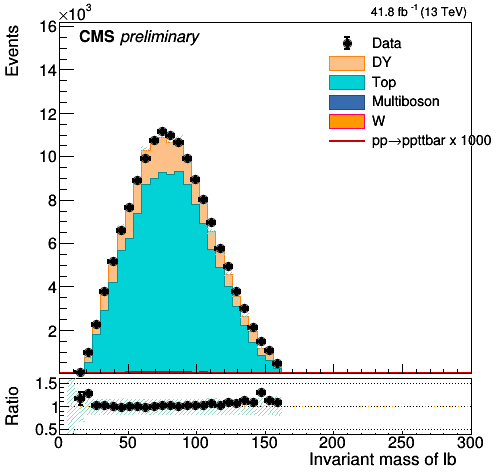 ×10³
41.8 fb⁻¹ (13 TeV)
CMS preliminary
Events
16
14
12
10
8
6
4
2
Data
DY
Top
Multiboson
W
pp→ppttbar x 1000
Ratio
1.5
1
0.5
0 50 100 150 200 250 300
Invariant mass of lb